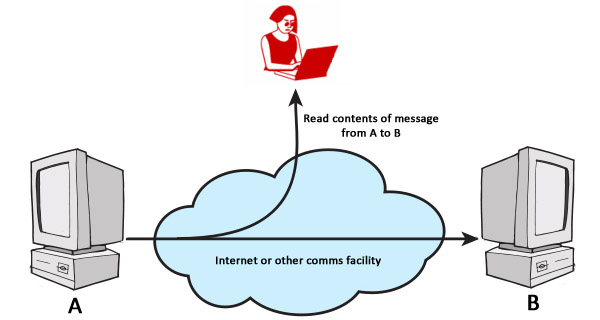 Read contents of message
from A to B
Internet or other comms facility
A
B